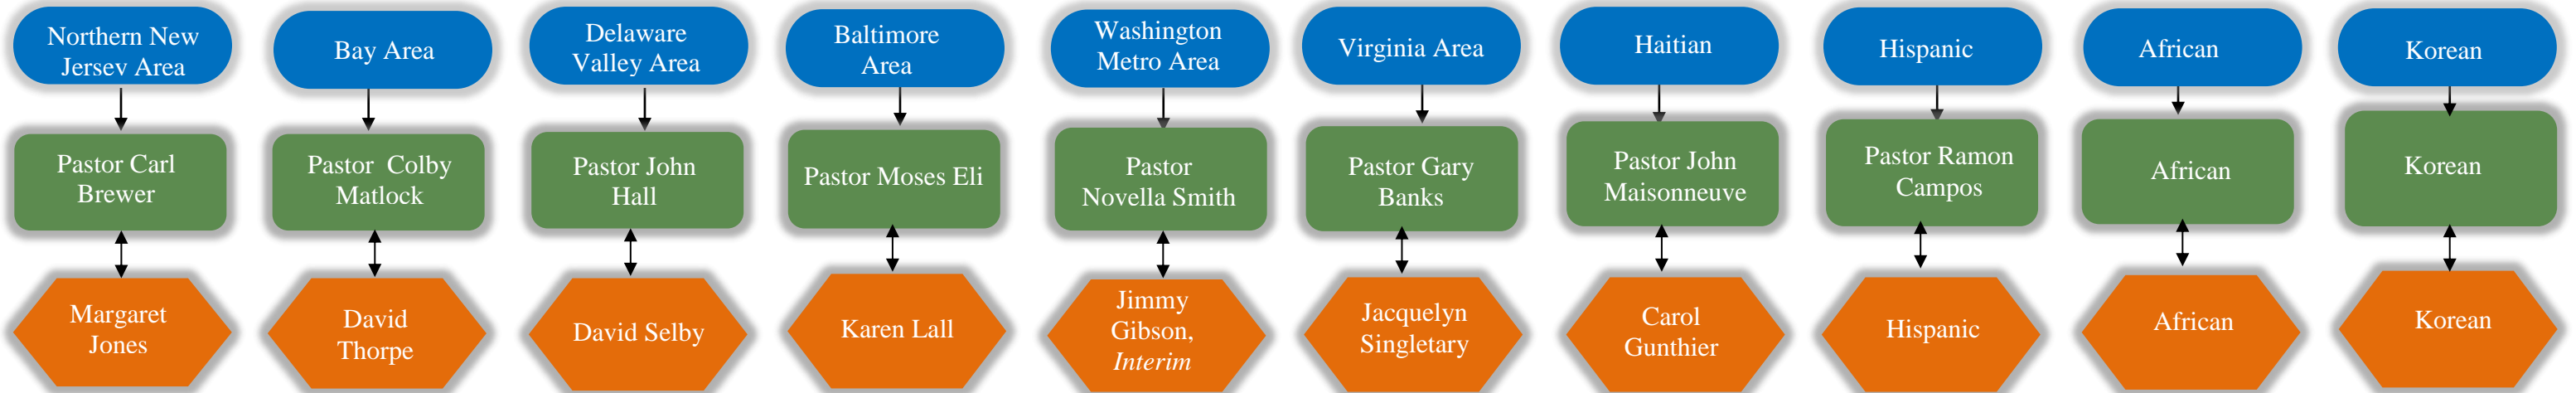 Northern New
Jersev Area
Bay Area
Delaware
Valley Area
Baltimore
Area
Washington
Metro Area
Virginia Area
Haitian
Hispanic
African
Korean
Pastor Carl
Brewer
Pastor Colby
Matlock
Pastor John
Hall
Pastor Moses Eli
Pastor
Novella Smith
Pastor Gary
Banks
Pastor John
Maisonneuve
Pastor Ramon
Campos
African
Korean
Margaret
Jones
David
Thorpe
David Selby
Karen Lall
Jimmy
Gibson,
Interim
Jacquelyn
Singletary
Carol
Gunthier
Hispanic
African
Korean